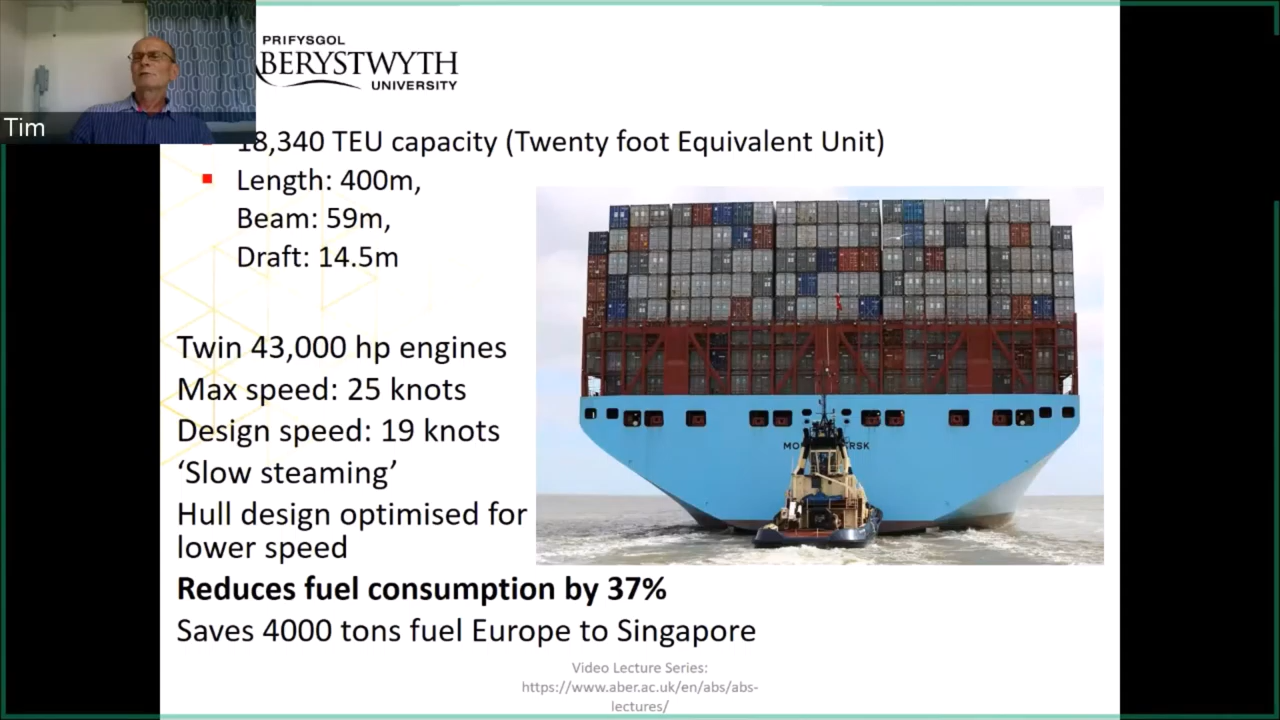 Tim
PRIFYSGOL
ABERYSTWYTH
UNIVERSITY
18,340 TEU capacity (Twenty foot Equivalent Unit)
Length: 400m,
Beam: 59m,
Draft: 14.5m
Twin 43,000 hp engines
Max speed: 25 knots
Design speed: 19 knots
‘Slow steaming’
Hull design optimised for
lower speed
Reduces fuel consumption by 37%
Saves 4000 tons fuel Europe to Singapore
Video Lecture Series:
https://www.aber.ac.uk/en/abs/abs-
lectures/